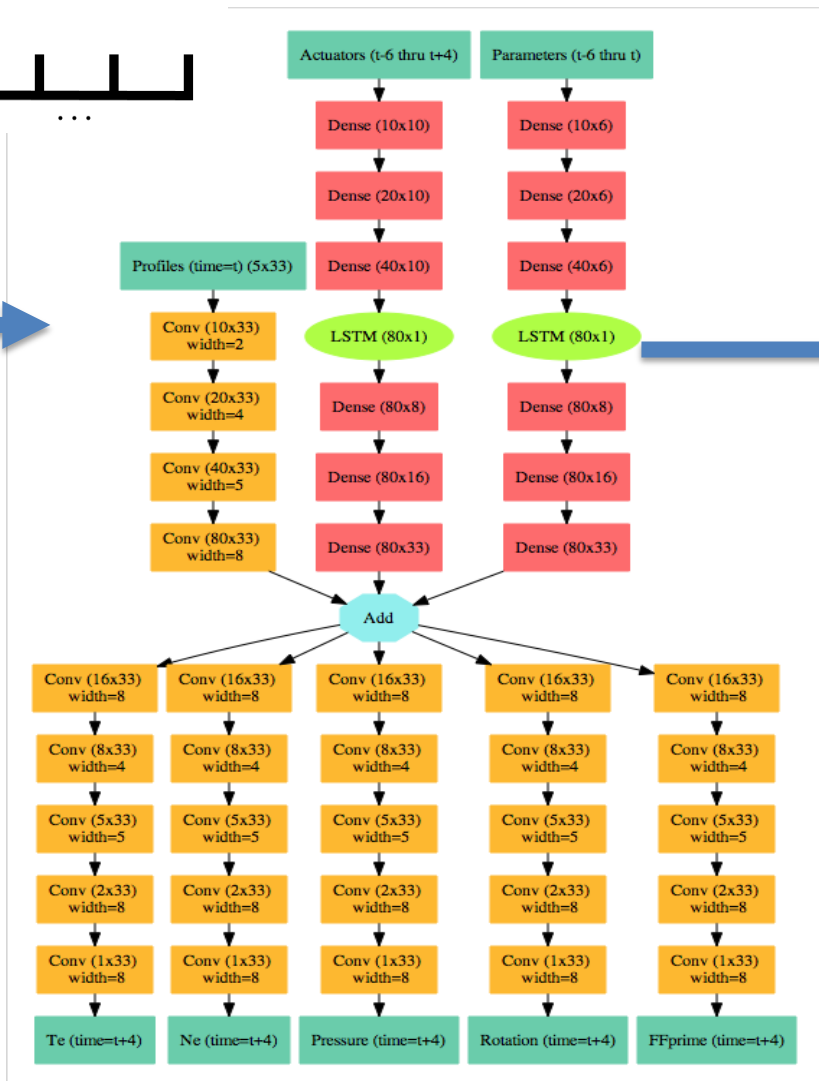 ...
Actuators (t-6 thru t+4)
Parameters (t-6 thru t)
Dense (10x10)
Dense (10x6)
Dense (20x10)
Dense (20x6)
Profiles (time=t) (5x33)
Dense (40x10)
Dense (40x6)
Conv (10x33)
width=2
LSTM (80x1)
LSTM (80x1)
Conv (20x33)
width=4
Dense (80x8)
Dense (80x8)
Conv (40x33)
width=5
Dense (80x16)
Dense (80x16)
Conv (80x33)
width=8
Dense (80x33)
Dense (80x33)
Add
Conv (16x33)
width=8
Conv (16x33)
width=8
Conv (16x33)
width=8
Conv (16x33)
width=8
Conv (16x33)
width=8
Conv (8x33)
width=4
Conv (8x33)
width=4
Conv (8x33)
width=4
Conv (8x33)
width=4
Conv (8x33)
width=4
Conv (5x33)
width=5
Conv (5x33)
width=5
Conv (5x33)
width=5
Conv (5x33)
width=5
Conv (5x33)
width=5
Conv (2x33)
width=8
Conv (2x33)
width=8
Conv (2x33)
width=8
Conv (2x33)
width=8
Conv (2x33)
width=8
Conv (1x33)
width=8
Conv (1x33)
width=8
Conv (1x33)
width=8
Conv (1x33)
width=8
Conv (1x33)
width=8
Te (time=t+4)
Ne (time=t+4)
Pressure (time=t+4)
Rotation (time=t+4)
FFprime (time=t+4)